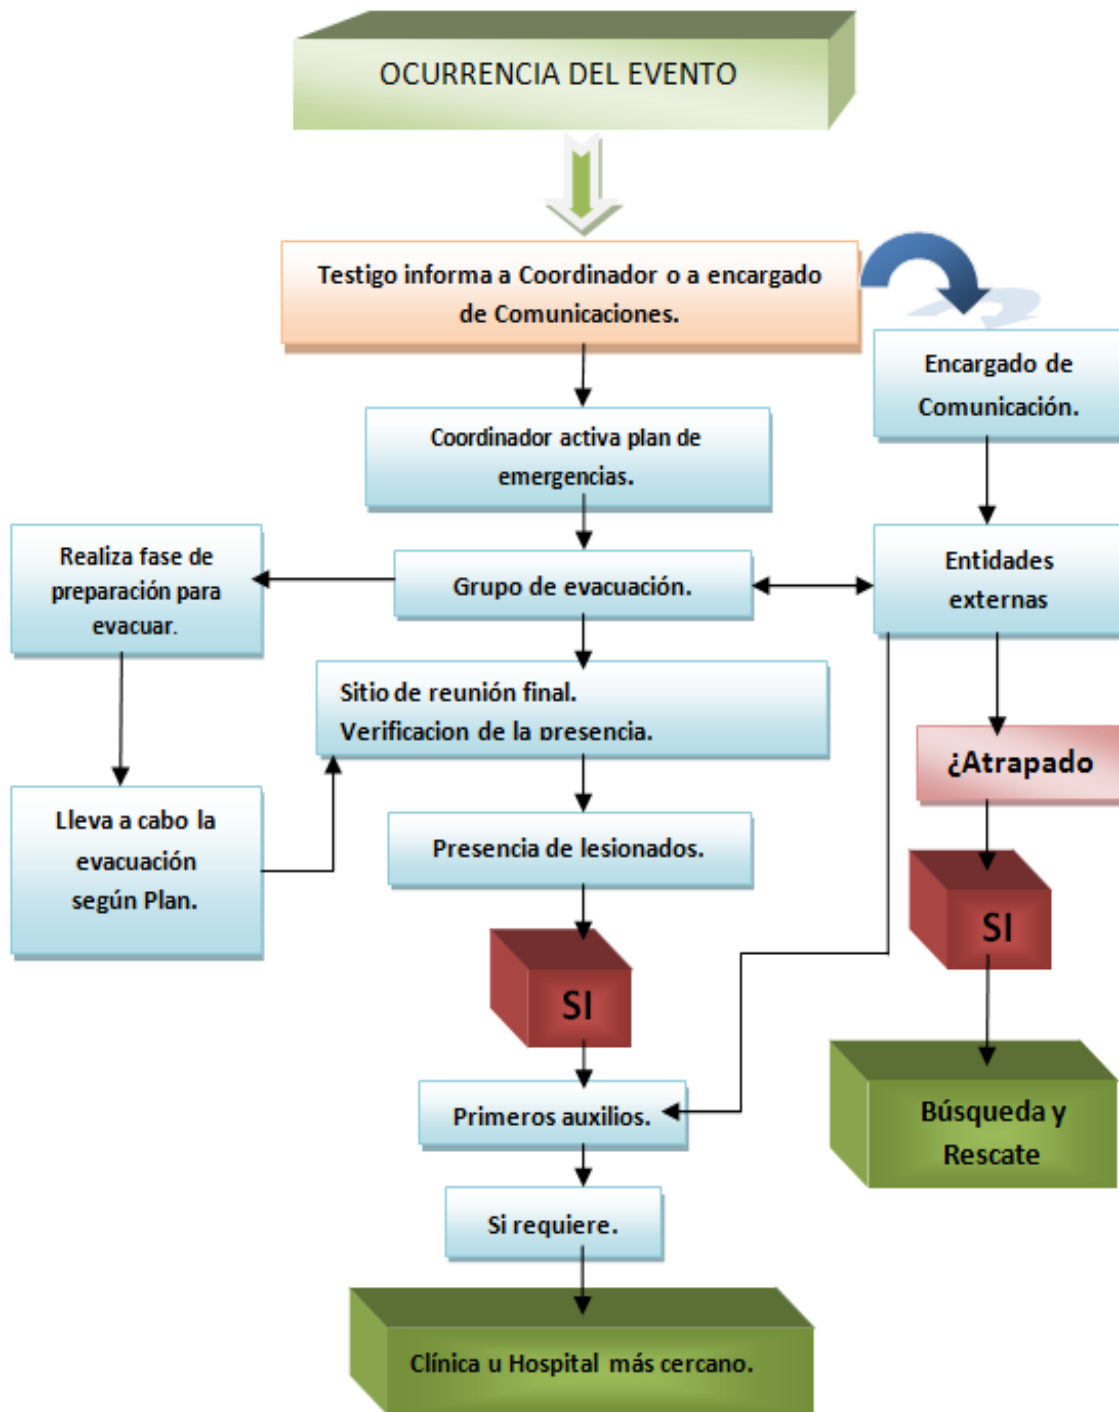 OCURRENCIA DEL EVENTO
Testigo informa a Coordinador o a encargado
de Comunicaciones.
Encargado de
Comunicación.
Coordinador activa plan de
emergencias.
Realiza fase de
preparación para
evacuar.
Grupo de evacuación.
Entidades
externas
Sitio de reunión final.
Verificacion de la presencia.
¿Atrapado
Lleva a cabo la
evacuación
según Plan.
Presencia de lesionados.
SI
SI
Primeros auxilios.
Búsqueda y
Rescate
Si requiere.
Clínica u Hospital más cercano.